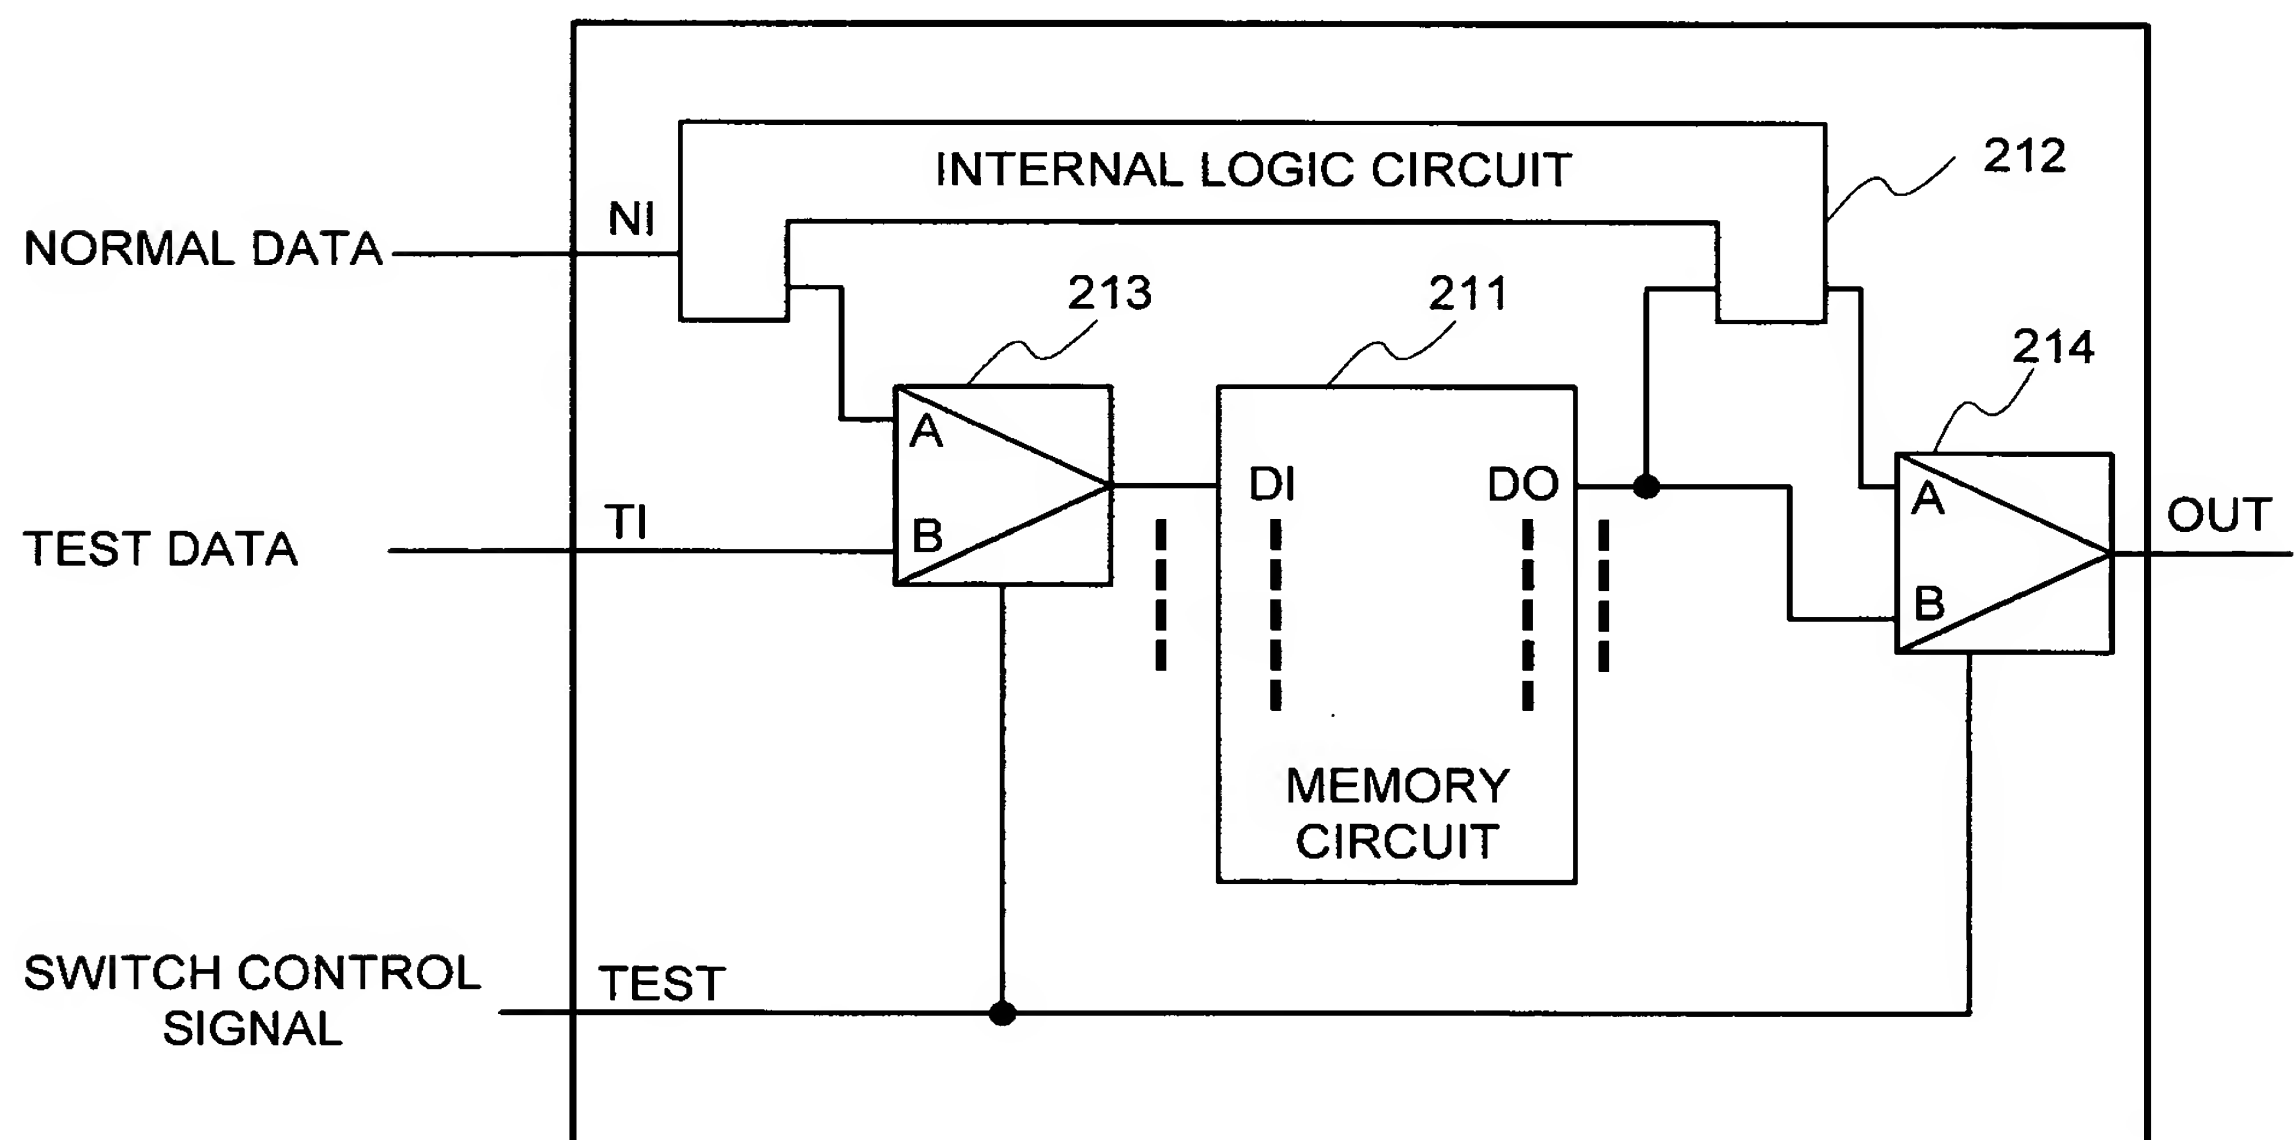 INTERNAL LOGIC CIRCUIT
212
NORMAL DATA
NI
213
211
214
A
B
DI
DO
A
B
OUT
TEST DATA
TI
MEMORY
CIRCUIT
SWITCH CONTROL
SIGNAL
TEST